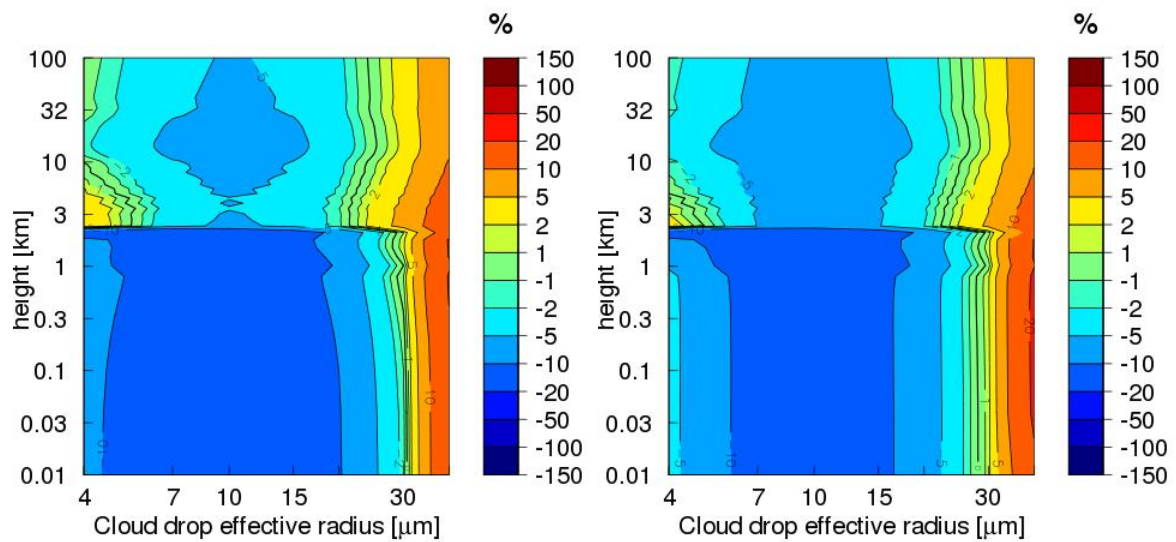 % %
100 150 100 150
100 100
32 50 32 50
20 20
10 10 10 10
5 5
3 2 3 2
1 1
1 -1 1 -1
-2 -2
0.3 -5 0.3 -5
-10 -10
0.1 -20 0.1 -20
-50 -50
0.03 -100 0.03 -100
0.01 -150 0.01 -150
height [km] height [km]
4 7 10 15 30 4 7 10 15 30
Cloud drop effective radius [μm] Cloud drop effective radius [μm]